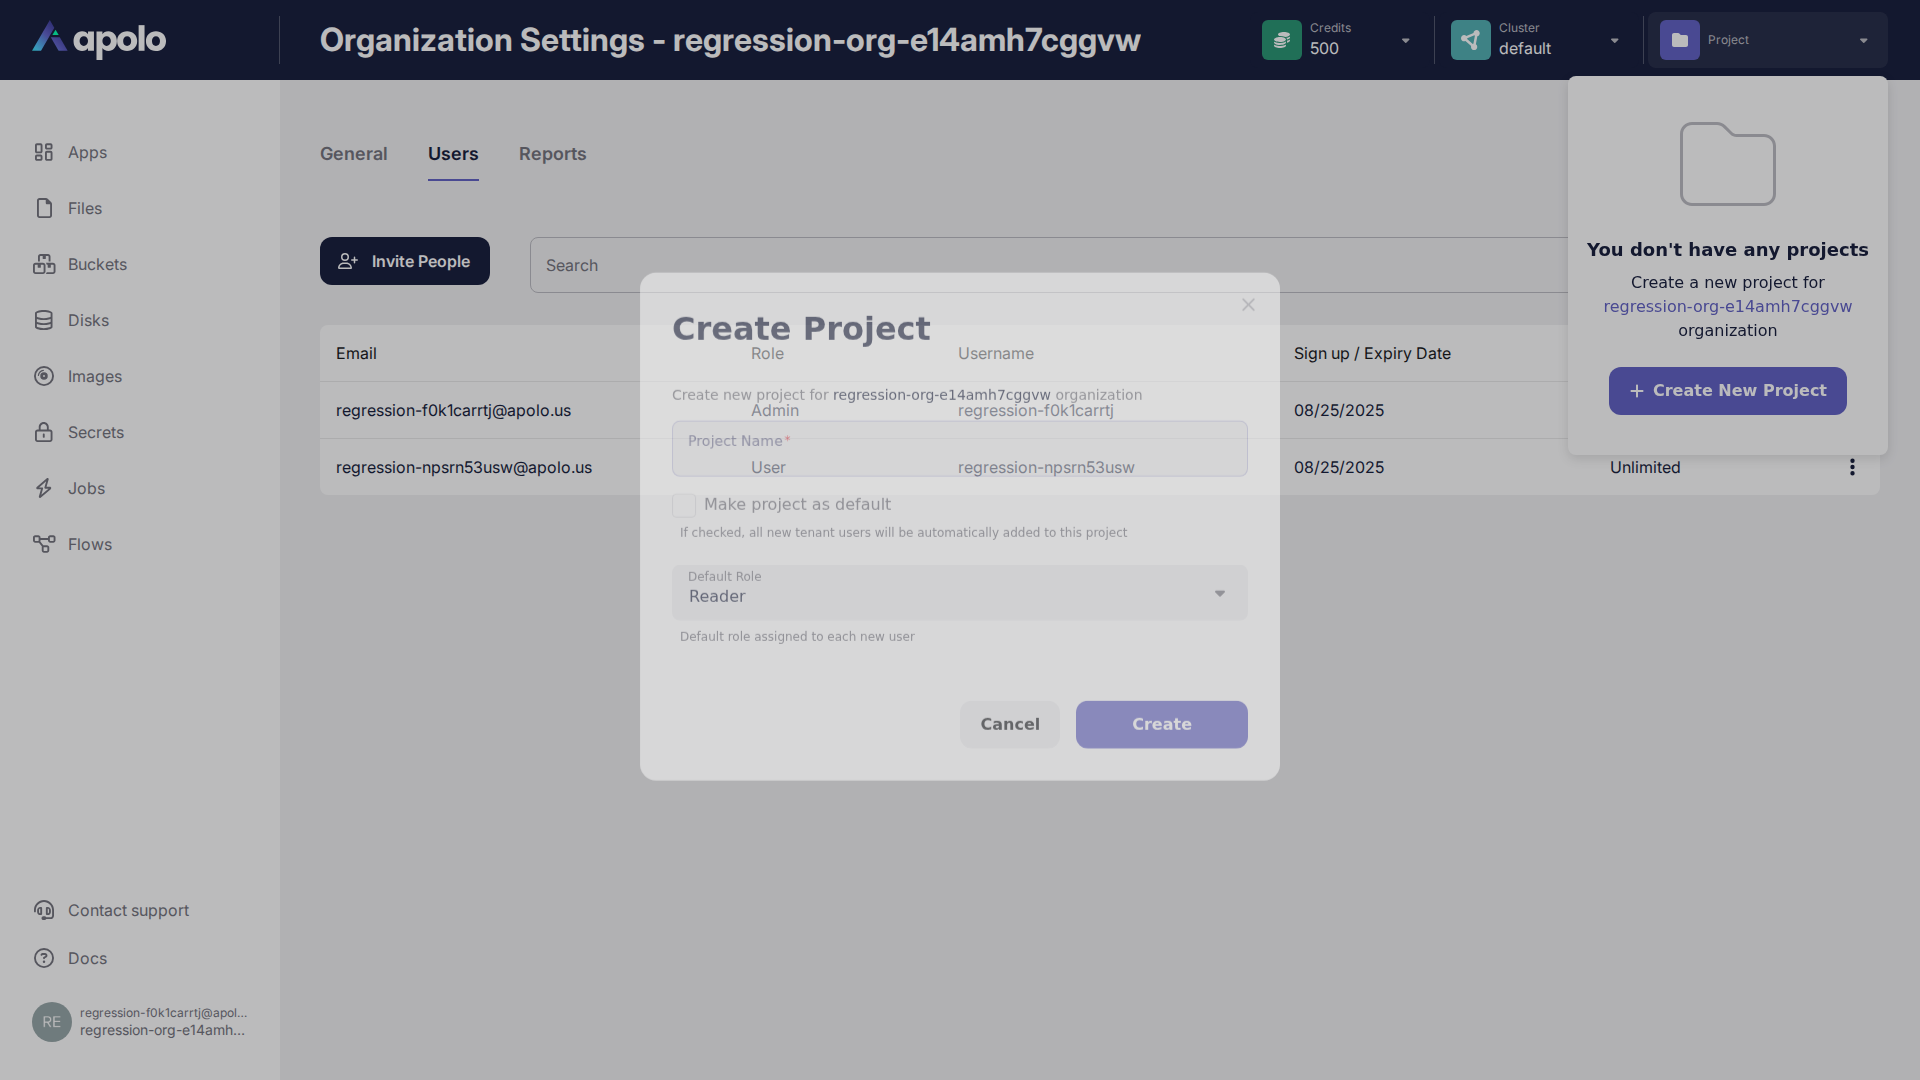 apolo
Organization Settings - regression-org-e14amh7cggvw
Credits
500
Cluster
default
Project
Apps
Files
Buckets
Disks
Images
Secrets
Jobs
Flows
Contact support
Docs
RE
regression-f0k1carrtj@apol...
regression-org-e14amh...
General
Users
Reports
Invite People
Search
Email
Role
Username
Sign up / Expiry Date
regression-f0k1carrtj@apolo.us
Admin
regression-f0k1carrtj
08/25/2025
regression-npsrn53usw@apolo.us
User
regression-npsrn53usw
08/25/2025
Unlimited
Create Project
Create new project for regression-org-e14amh7cggvw organization
Project Name*
Make project as default
If checked, all new tenant users will be automatically added to this project
Default Role
Reader
Default role assigned to each new user
Cancel
Create
You don't have any projects
Create a new project for
regression-org-e14amh7cggvw
organization
Create New Project